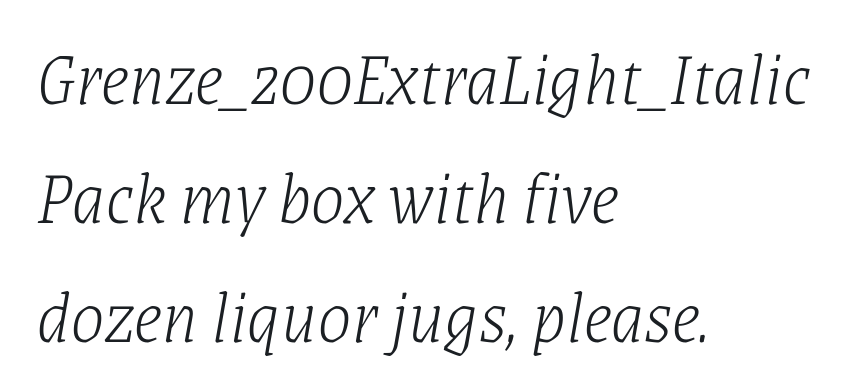 Grenze_200ExtraLight_Italic
Pack my box with five
dozen liquor jugs, please.